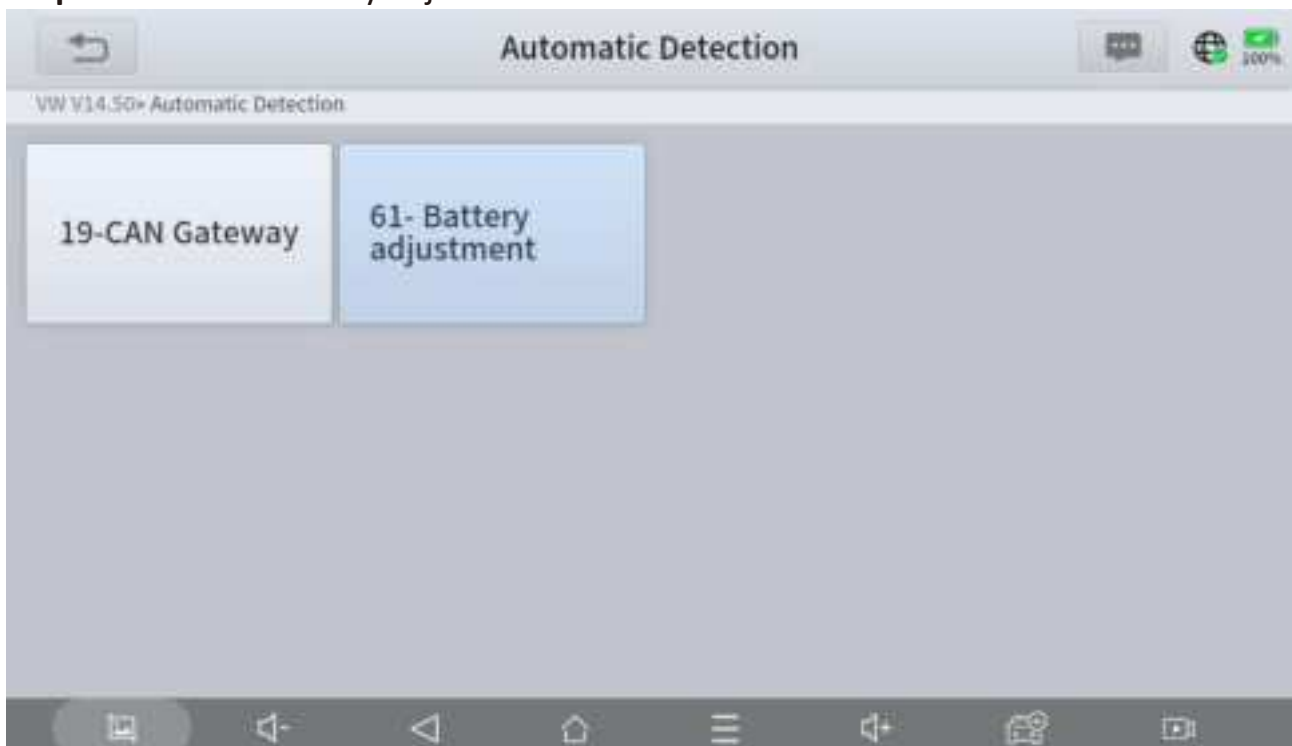 Automatic Detection
100%
VW V14.50> Automatic Detection
19-CAN Gateway
61- Battery
adjustment